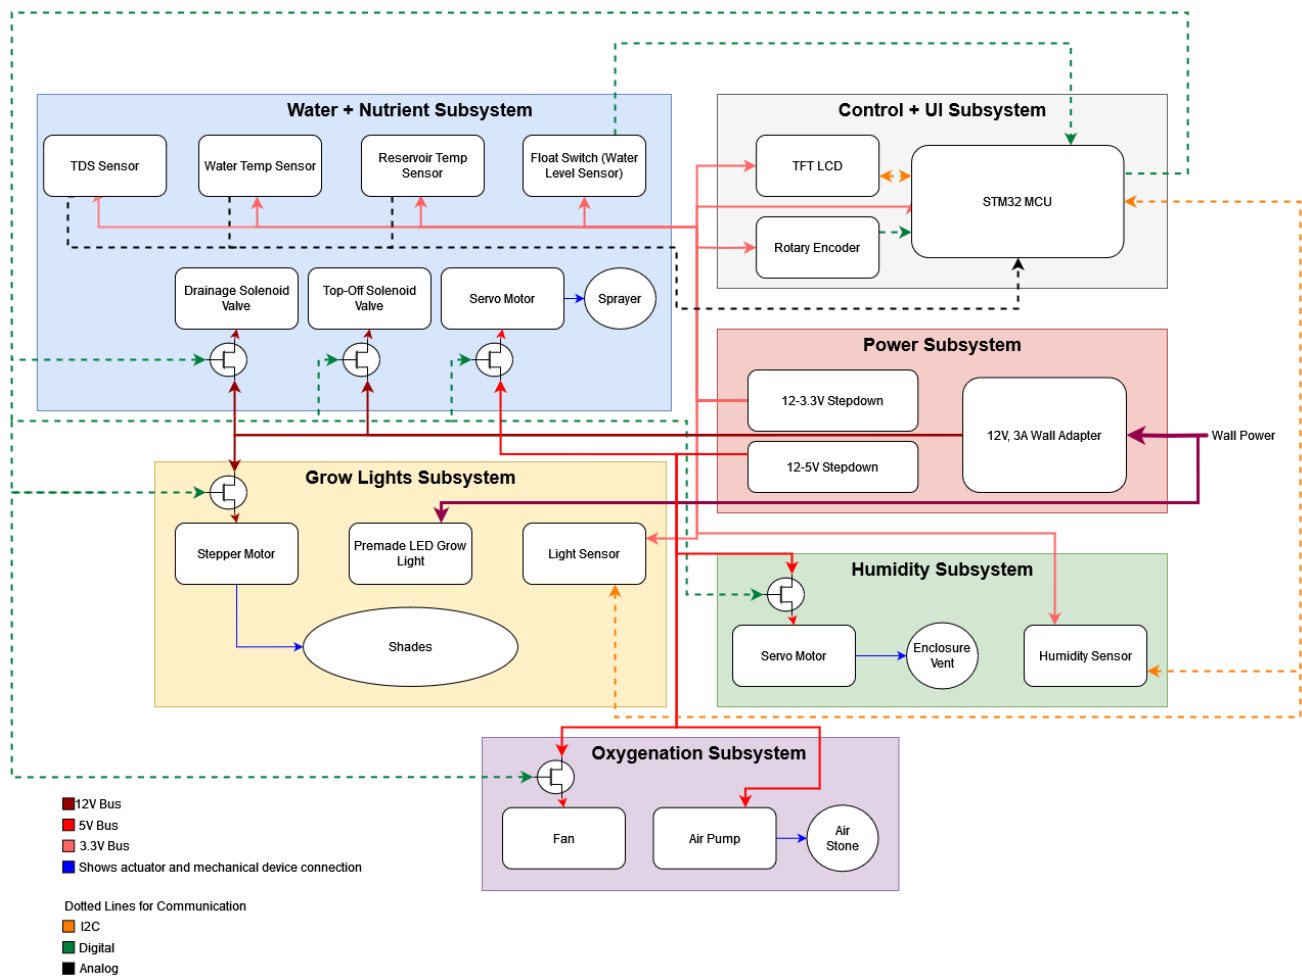 Water + Nutrient Subsystem
TDS Sensor
Water Temp Sensor
Reservoir Temp
Sensor
Float Switch (Water
Level Sensor)
Drainage Solenoid
Valve
Top-Off Solenoid
Valve
Servo Motor
Sprayer
Control + UI Subsystem
TFT LCD
STM32 MCU
Rotary Encoder
Power Subsystem
12-3.3V Stepdown
12-5V Stepdown
12V, 3A Wall Adapter
Wall Power
Grow Lights Subsystem
Stepper Motor
Premade LED Grow
Light
Light Sensor
Shades
Humidity Subsystem
Servo Motor
Enclosure
Vent
Humidity Sensor
Oxygenation Subsystem
Fan
Air Pump
Air
Stone
12V Bus
5V Bus
3.3V Bus
Shows actuator and mechanical device connection
Dotted Lines for Communication
I2C
Digital
Analog